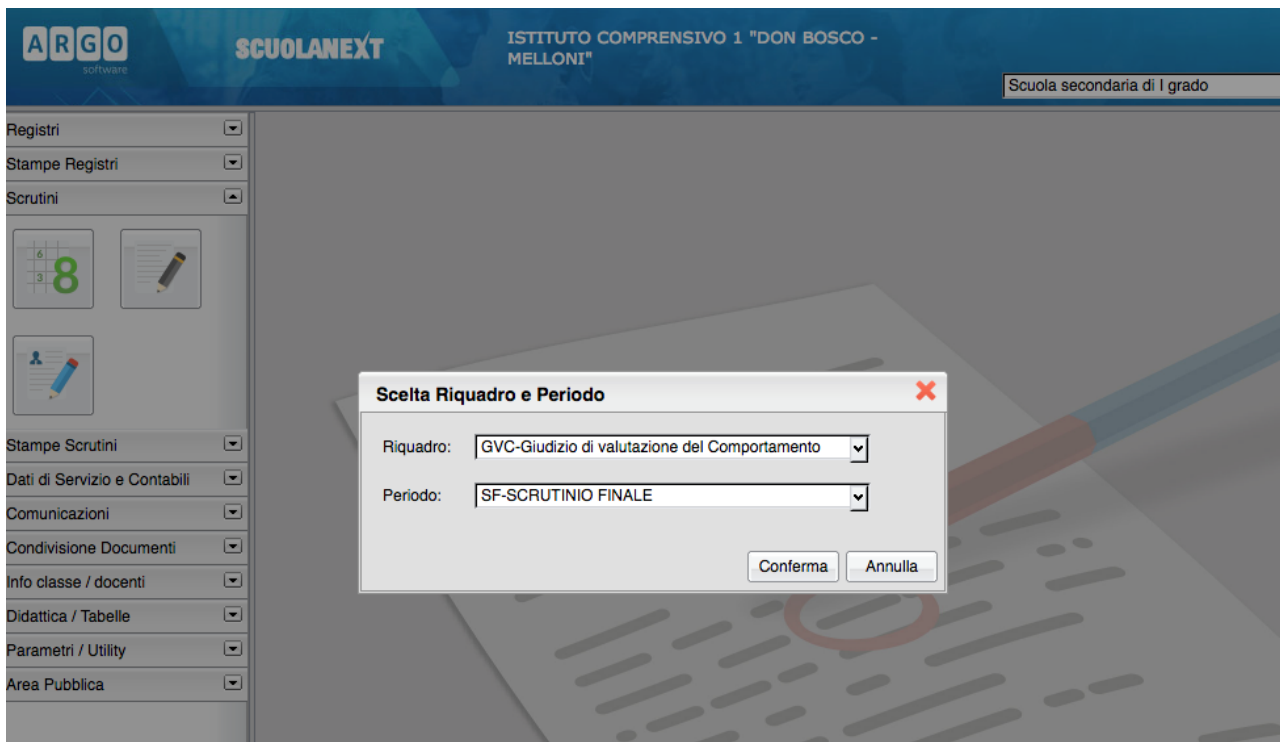 ARGO
software
SCUOLANEXT
ISTITUTO COMPRENSIVO 1 "DON BOSCO -
MELLONI"
Scuola secondaria di I grado
Registri
Stampe Registri
Scrutini
6
3 8
Stampe Scrutini
Dati di Servizio e Contabili
Comunicazioni
Condivisione Documenti
Info classe / docenti
Didattica / Tabelle
Parametri / Utility
Area Pubblica
Scelta Riquadro e Periodo
Riquadro: GVC-Giudizio di valutazione del Comportamento
Periodo: SF-SCRUTINIO FINALE
Conferma Annulla